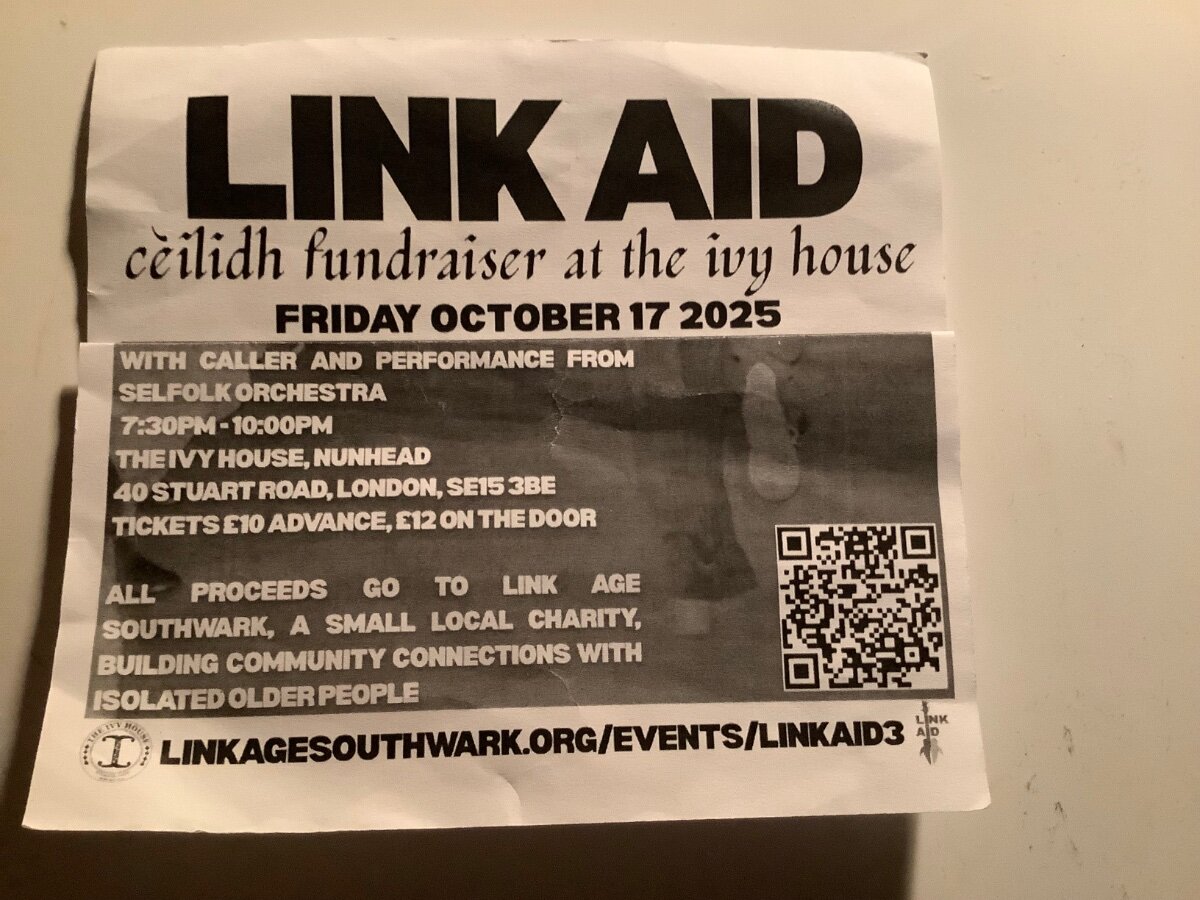 LINK AID
cèilidh fundraiser at the ivy house
FRIDAY OCTOBER 17 2025
WITH CALLER AND PERFORMANCE FROM
SELFOLK ORCHESTRA
7:30PM - 10:00PM
THE IVY HOUSE, NUNHEAD
40 STUART ROAD, LONDON, SE15 3BE
TICKETS £10 ADVANCE, £12 ON THE DOOR
ALL PROCEEDS GO TO LINK AGE
SOUTHWARK, A SMALL LOCAL CHARITY,
BUILDING COMMUNITY CONNECTIONS WITH
ISOLATED OLDER PEOPLE
THE IVY HOUSE
LINKAGESOUTHWARK.ORG/EVENTS/LINKAID3
LINK
AID